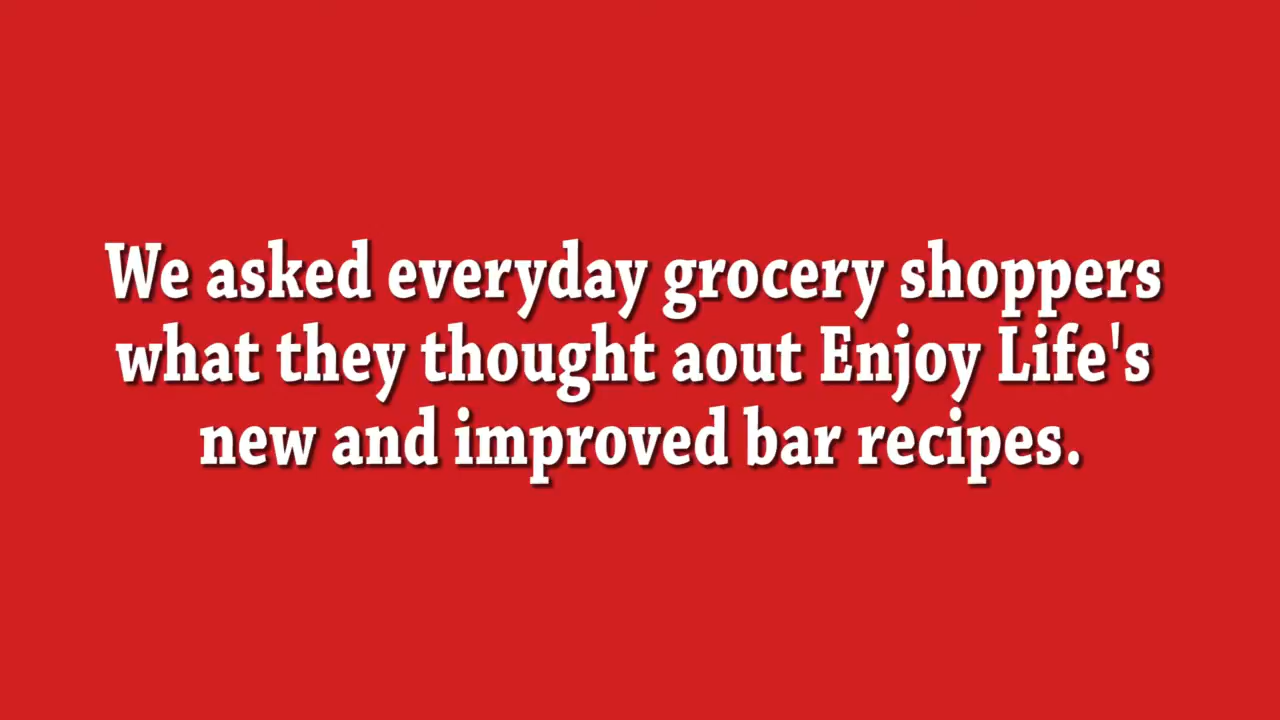 We asked everyday grocery shoppers
what they thought aout Enjoy Life's
new and improved bar recipes.